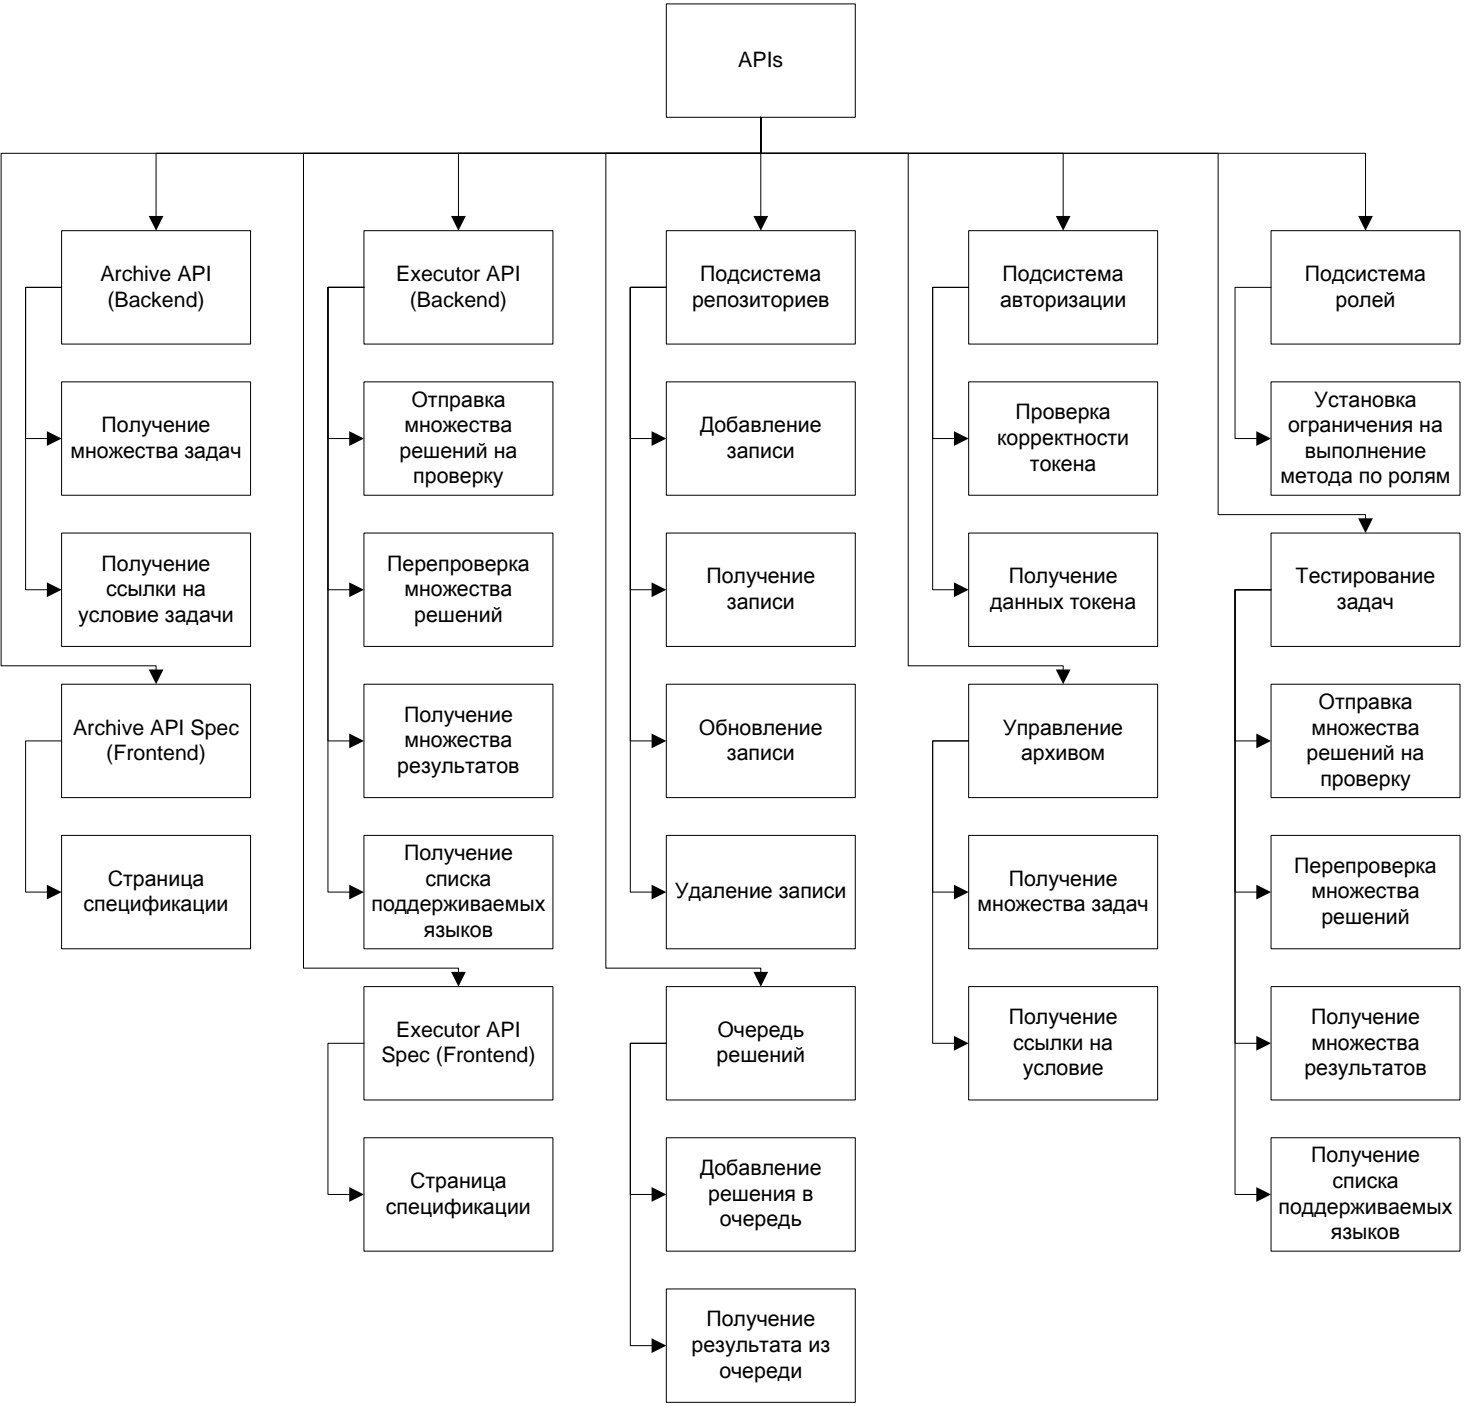 APIs
Archive API
(Backend)
Получение
множества задач
Получение
ссылки на
условие задачи
Archive API Spec
(Frontend)
Страница
спецификации
Executor API
(Backend)
Отправка
множества
решений на
проверку
Перепроверка
множества
решений
Получение
множества
результатов
Получение
списка
поддерживаемых
языков
Executor API
Spec (Frontend)
Страница
спецификации
Подсистема
репозиториев
Добавление
записи
Получение
записи
Обновление
записи
Удаление записи
Очередь
решений
Добавление
решения в
очередь
Получение
результата из
очереди
Подсистема
авторизации
Проверка
корректности
токена
Получение
данных токена
Управление
архивом
Получение
множества задач
Получение
ссылки на
условие
Подсистема
ролей
Установка
ограничения на
выполнение
метода по ролям
Тестирование
задач
Отправка
множества
решений на
проверку
Перепроверка
множества
решений
Получение
множества
результатов
Получение
списка
поддерживаемых
языков